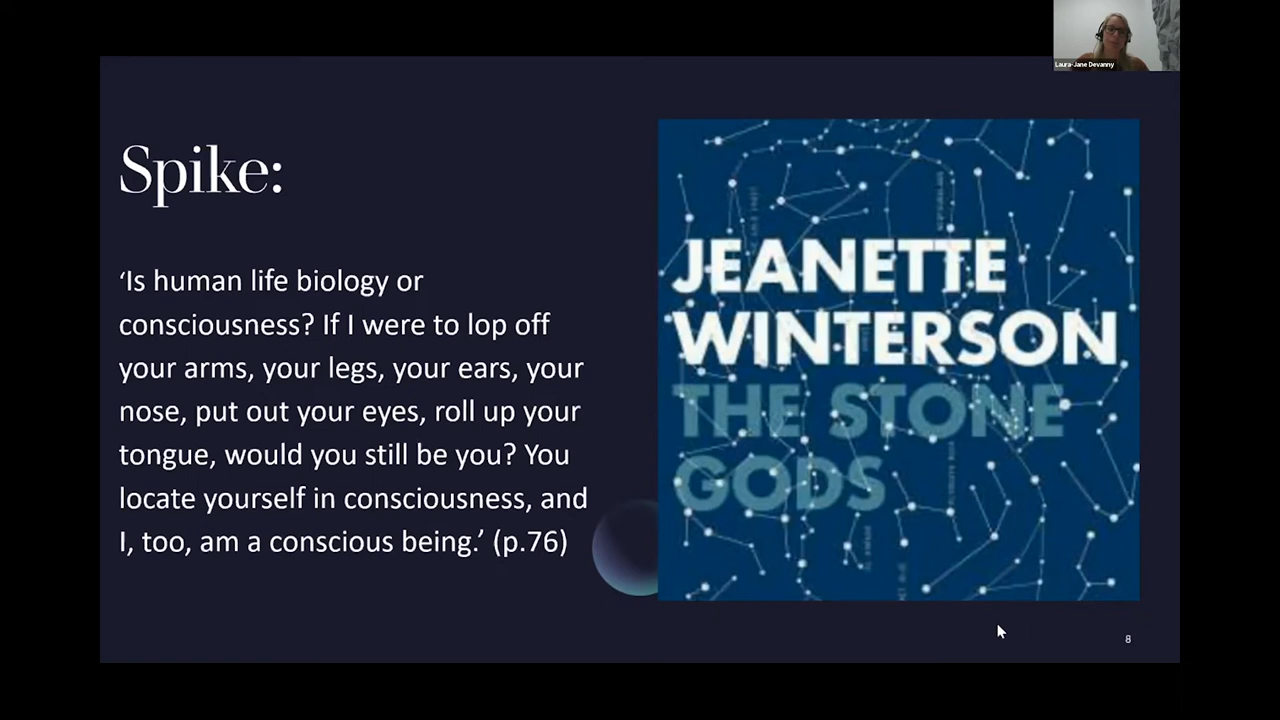 Laura-Jane Devanny
Spike:
‘Is human life biology or
consciousness? If I were to lop off
your arms, your legs, your ears, your
nose, put out your eyes, roll up your
tongue, would you still be you? You
locate yourself in consciousness, and
I, too, am a conscious being.’ (p.76)
JEANETTE
WINTERSON
THE STONE
GODS
8